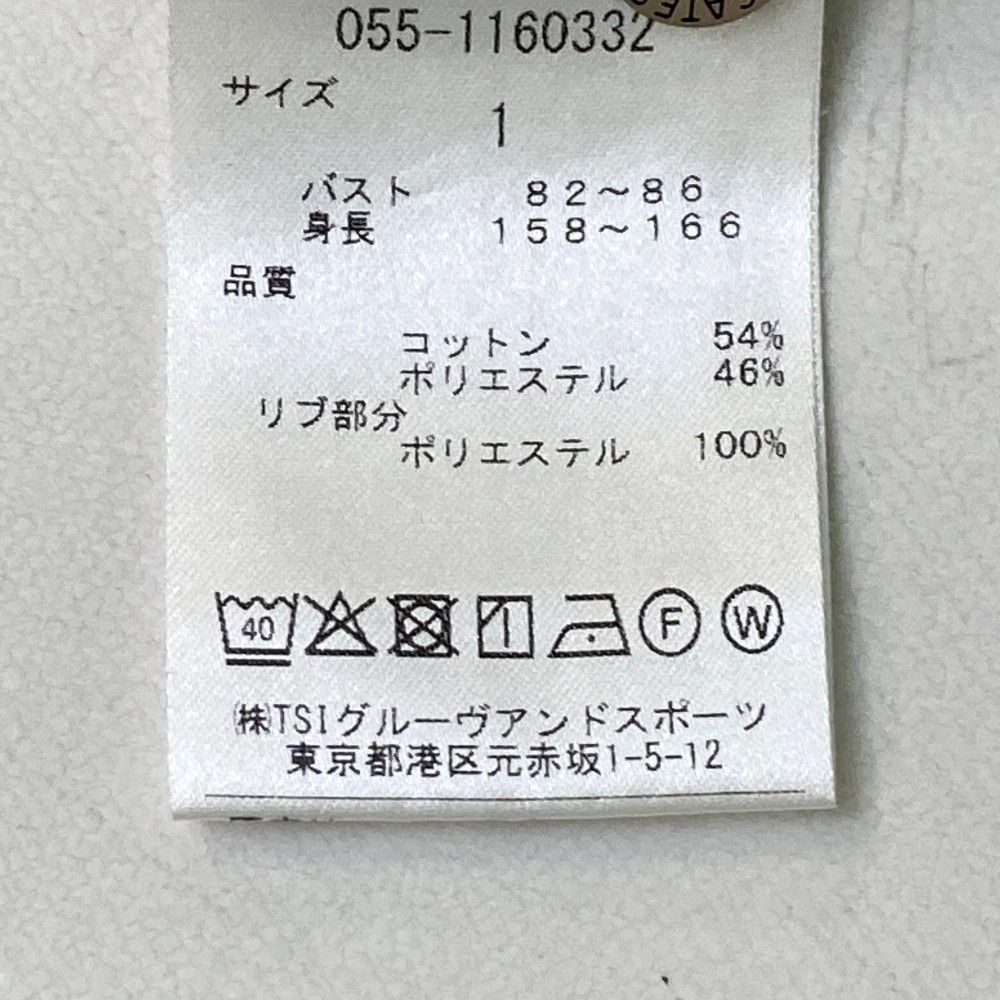 055-1160332
サイズ
1
バスト 82～86
身長 158～166
品質
コットン 54%
ポリエステル 46%
リブ部分
ポリエステル 100%
40 F W
㈱TSIグルーヴアンドスポーツ
東京都港区元赤坂1-5-12